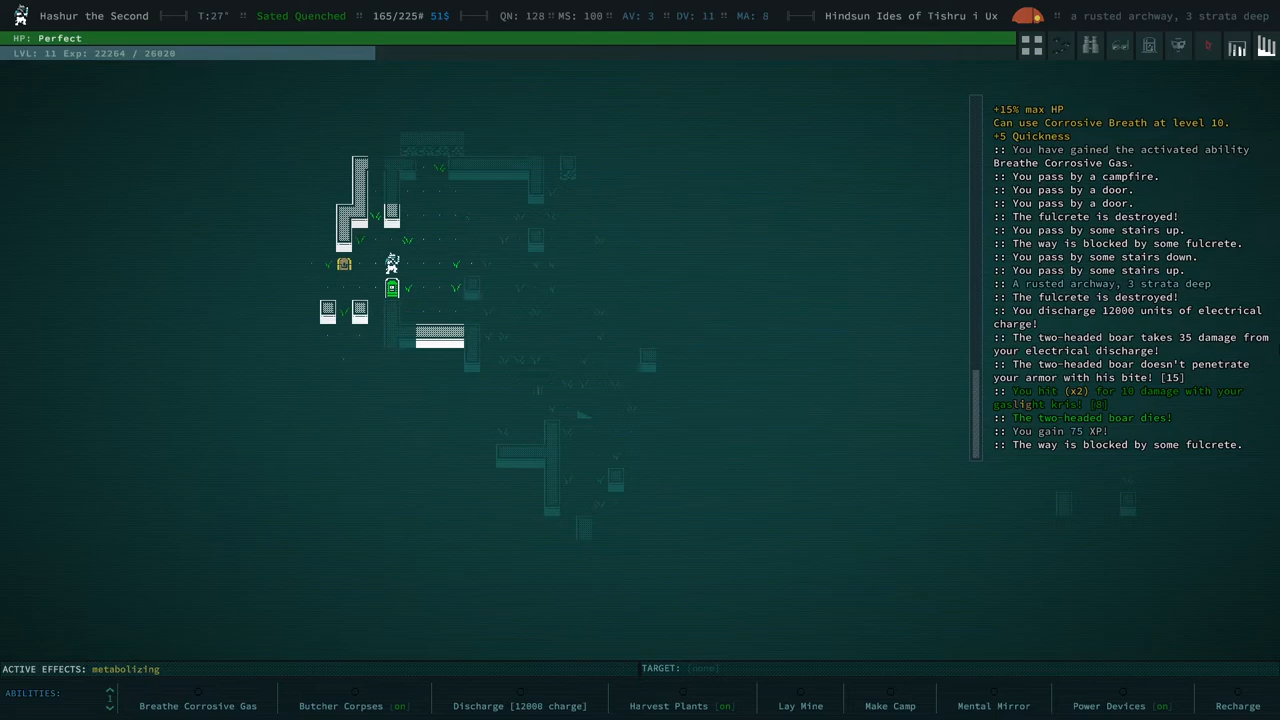 Hashur the Second T:27° Sated Quenched :: 165/225# 51$ QN: 128 :: MS: 100 :: AV: 3 :: DV: 11 :: MA: 8 Hindsun Ides of Tishru i Ux :: a rusted archway, 3 strata deep
HP: Perfect
LVL: 11 Exp: 22264 / 26020
+15% max HP
Can use Corrosive Breath at level 10.
+5 Quickness
:: You have gained the activated ability
Breathe Corrosive Gas.
:: You pass by a campfire.
:: You pass by a door.
:: You pass by a door.
:: The fulcrete is destroyed!
:: You pass by some stairs up.
:: The way is blocked by some fulcrete.
:: You pass by some stairs down.
:: You pass by some stairs up.
:: A rusted archway, 3 strata deep
:: The fulcrete is destroyed!
:: You discharge 12000 units of electrical
charge!
:: The two-headed boar takes 35 damage from
your electrical discharge!
:: The two-headed boar doesn't penetrate
your armor with his bite! [15]
:: You hit (x2) for 10 damage with your
gaslight kris! [8]
:: The two-headed boar dies!
:: You gain 75 XP!
:: The way is blocked by some fulcrete.
ACTIVE EFFECTS: metabolizing
TARGET: [none]
ABILITIES: 1 Breathe Corrosive Gas Butcher Corpses [on] Discharge [12000 charge] Harvest Plants [on] Lay Mine Make Camp Mental Mirror Power Devices [on] Recharge